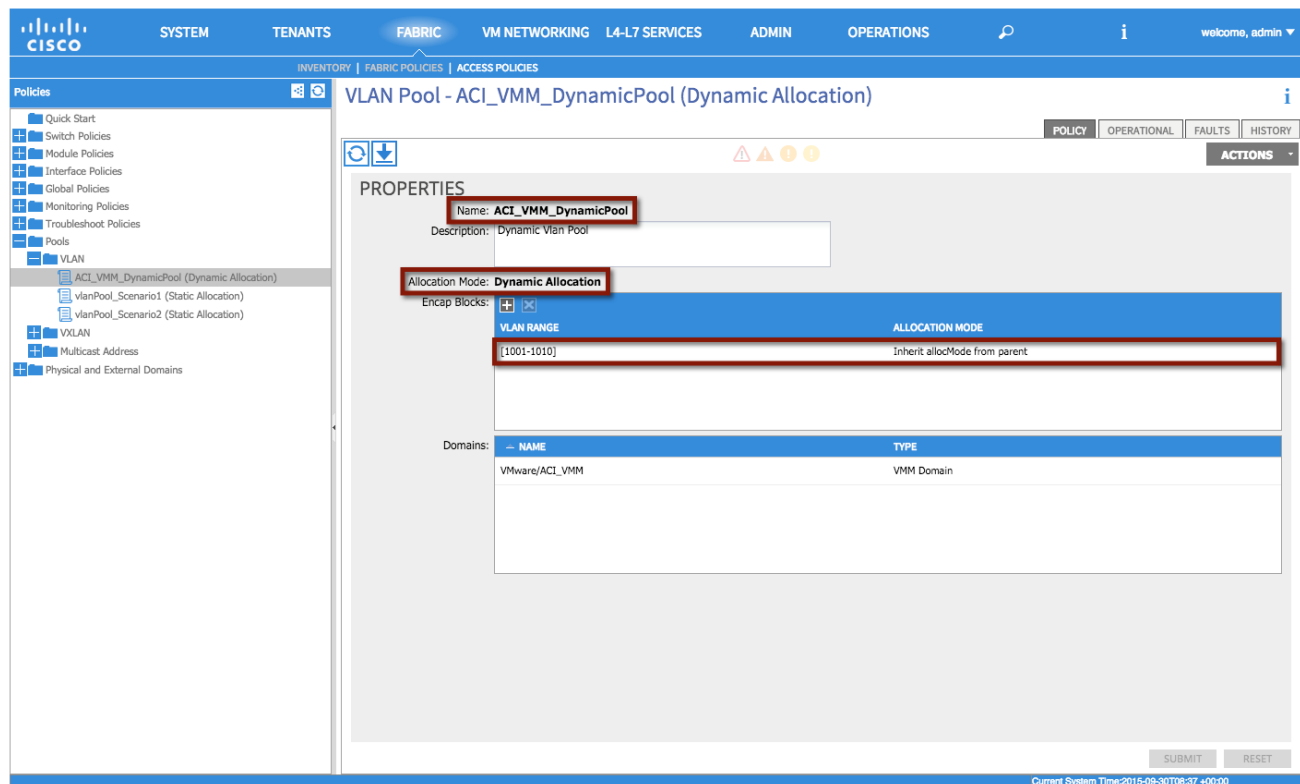 CISCO
SYSTEM TENANTS FABRIC VM NETWORKING L4-L7 SERVICES ADMIN OPERATIONS i welcome, admin
INVENTORY | FABRIC POLICIES | ACCESS POLICIES
Policies
Quick Start
Switch Policies
Module Policies
Interface Policies
Global Policies
Monitoring Policies
Troubleshoot Policies
Pools
VLAN
ACI_VMM_DynamicPool (Dynamic Allocation)
vlanPool_Scenario1 (Static Allocation)
vlanPool_Scenario2 (Static Allocation)
VXLAN
Multicast Address
Physical and External Domains
VLAN Pool - ACI_VMM_DynamicPool (Dynamic Allocation) i
POLICY OPERATIONAL FAULTS HISTORY
ACTIONS
PROPERTIES
Name: ACI_VMM_DynamicPool
Description: Dynamic Vlan Pool
Allocation Mode: Dynamic Allocation
Encap Blocks:
VLAN RANGE ALLOCATION MODE
[1001-1010] Inherit allocMode from parent
Domains: NAME TYPE
VMware/ACI_VMM VMM Domain
SUBMIT RESET
Current System Time:2015-09-30T08:37 +00:00